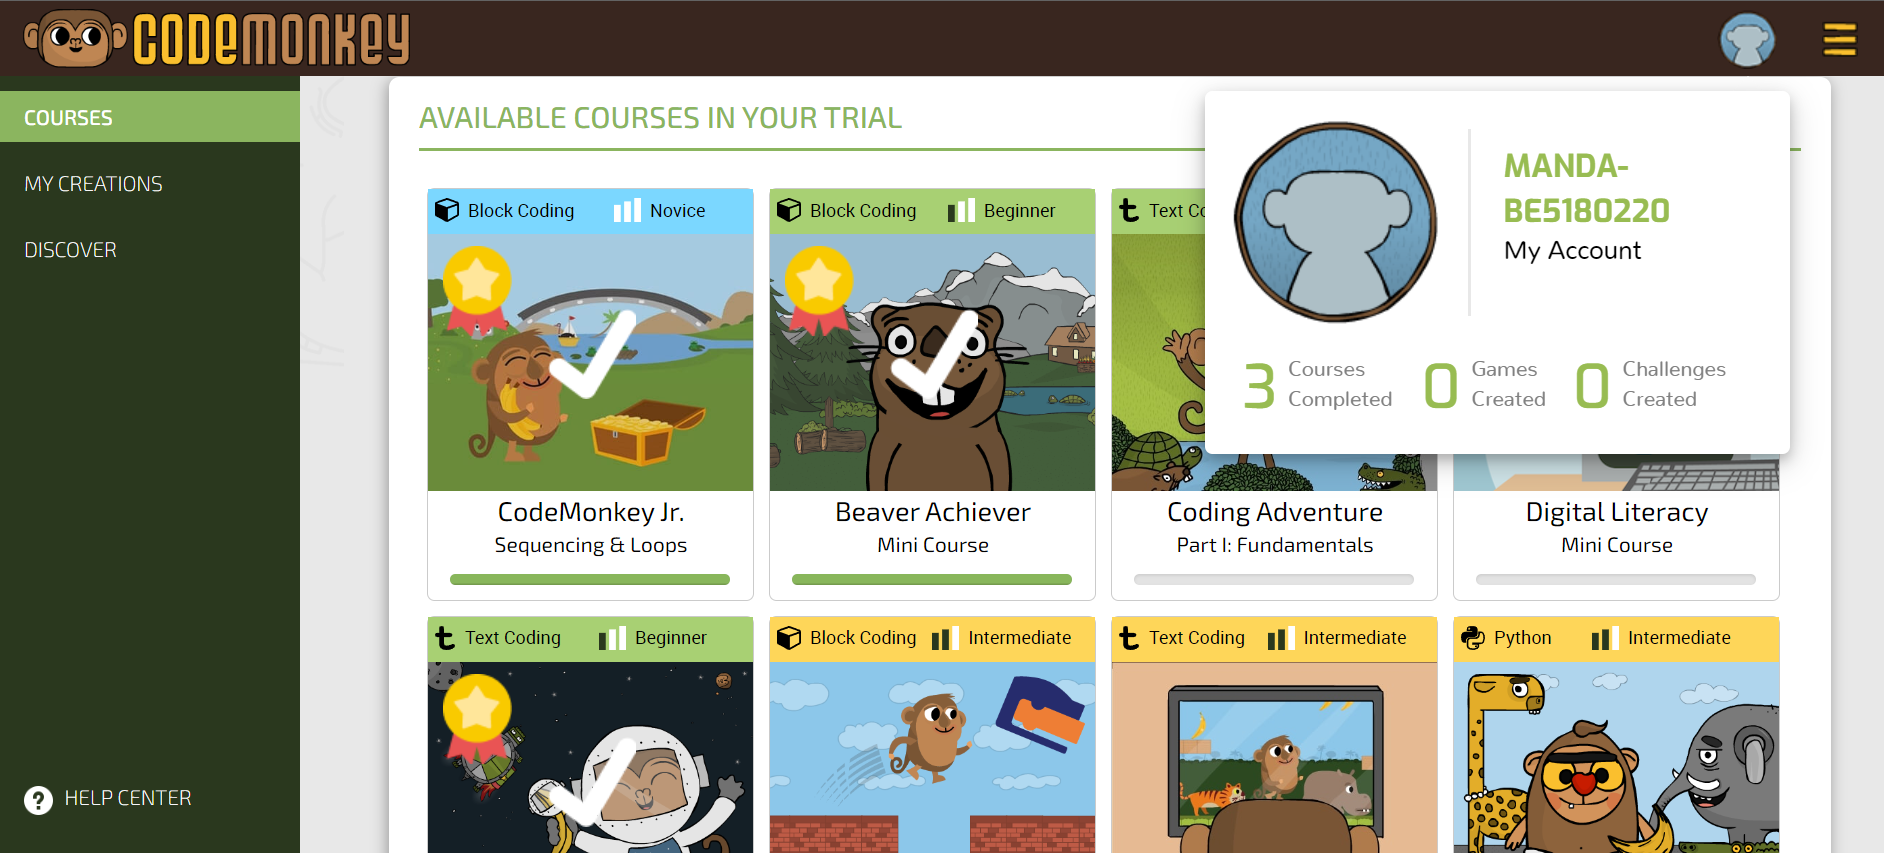 CODEMONKEY
COURSES
MY CREATIONS
DISCOVER
HELP CENTER
AVAILABLE COURSES IN YOUR TRIAL
MANDA-
BE5180220
My Account
3 Courses Completed
0 Games Created
0 Challenges Created
Block Coding Novice
CodeMonkey Jr.
Sequencing & Loops
Block Coding Beginner
Beaver Achiever
Mini Course
Text
Coding Adventure
Part I: Fundamentals
Digital Literacy
Mini Course
Text Coding Beginner
Block Coding Intermediate
Text Coding Intermediate
Python Intermediate